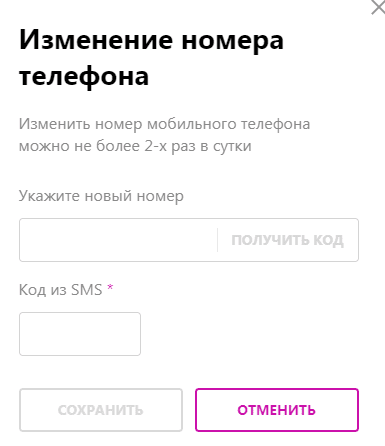 Изменение номера
телефона
Изменить номер мобильного телефона
можно не более 2-х раз в сутки
Укажите новый номер
ПОЛУЧИТЬ КОД
Код из SMS *
СОХРАНИТЬ
ОТМЕНИТЬ